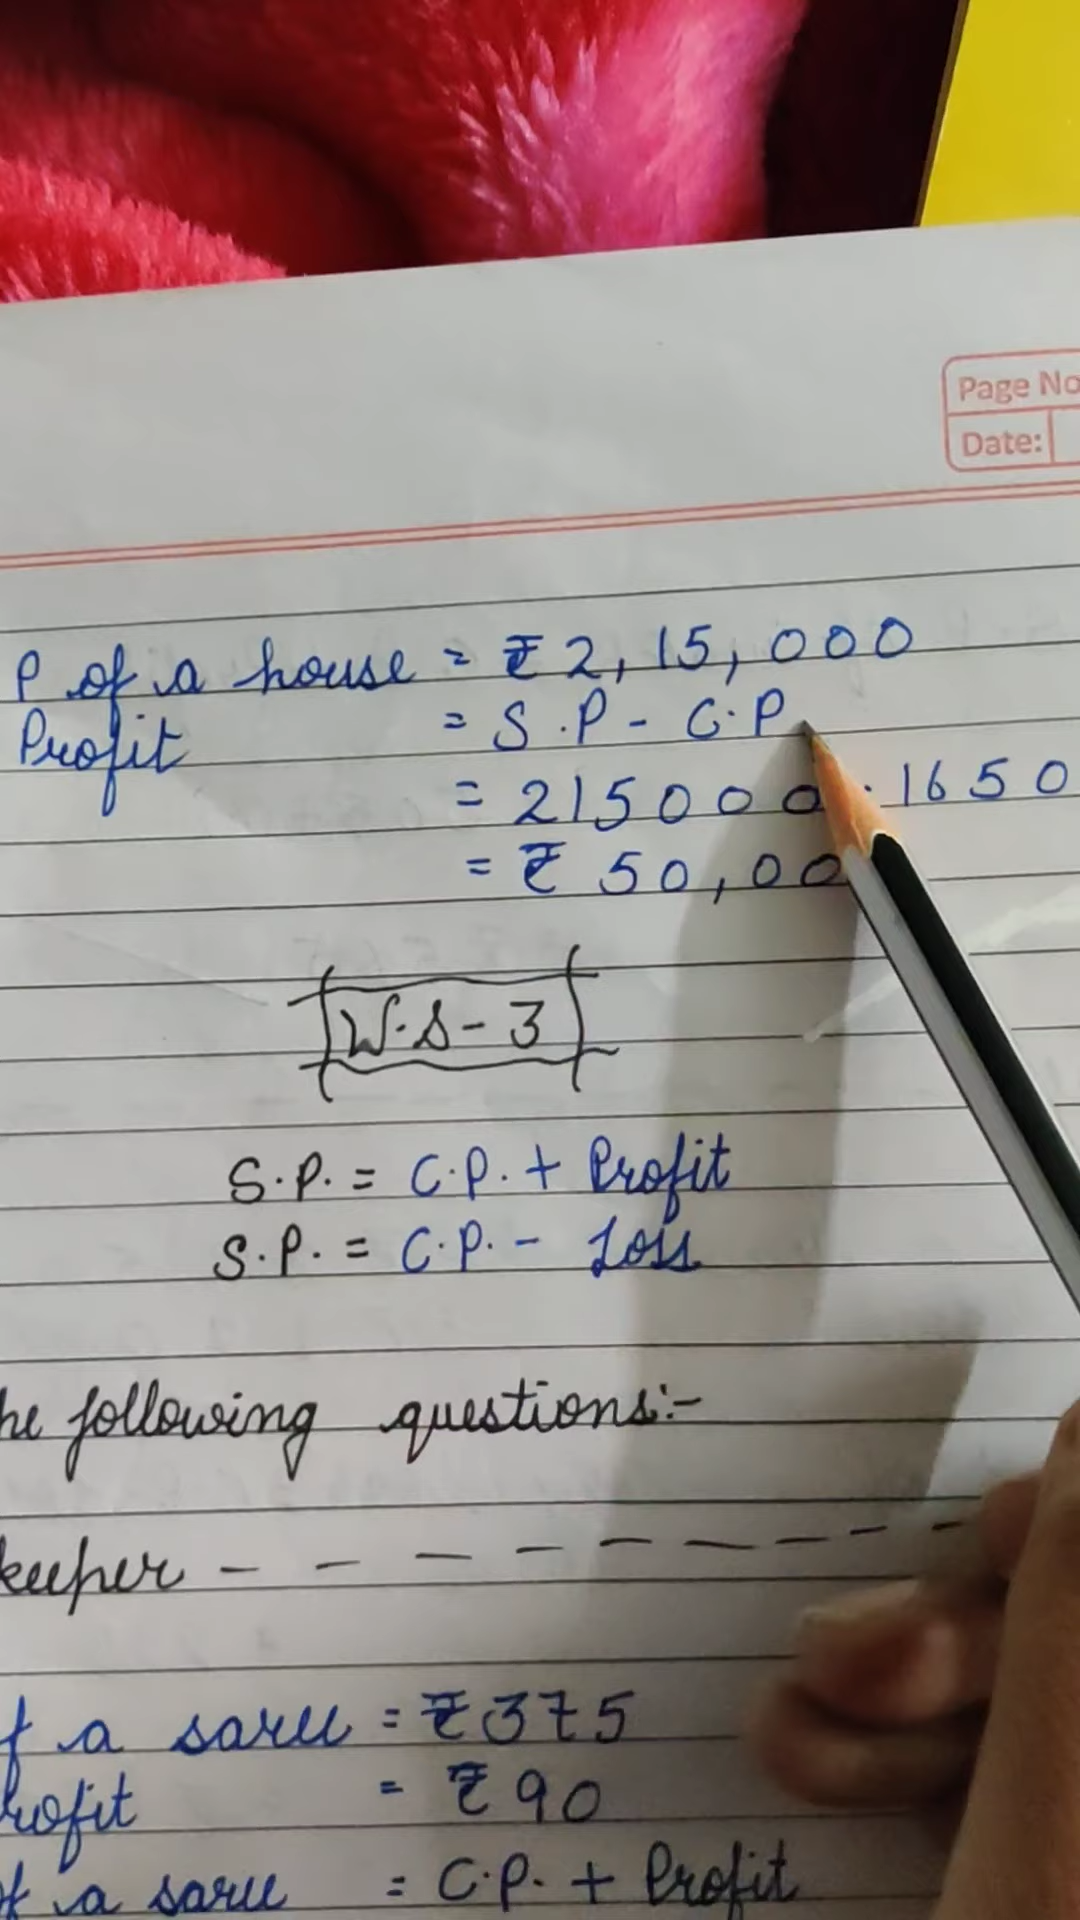 Page No
Date:
P of a house = ₹ 2,15,000
Profit = S.P - C.P
= 215000 - 1650
= ₹ 50,00
W.S - 3
S.P. = C.P. + Profit
S.P. = C.P. - Loss
he following questions:-
keeper - - - - - - - - -
f a saree = ₹375
rofit = ₹90
of a saree = C.P. + Profit